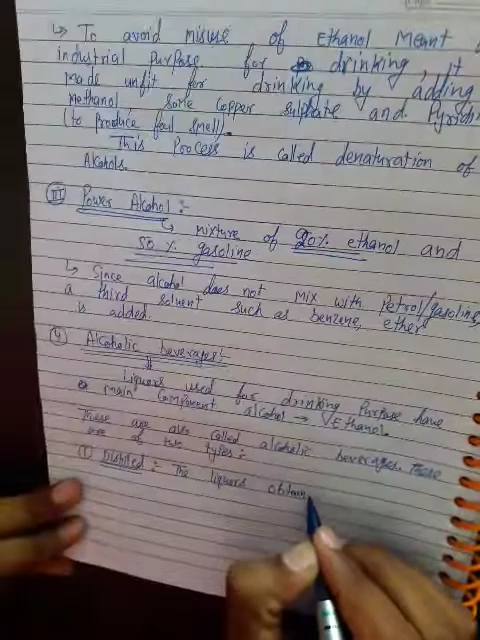 ↳ To avoid misuse of Ethanol Meant
industrial Purpose for drinking, it
made unfit for drinking by adding
Methanol, some Copper sulphate and Pyridi
(to produce foul smell).
This Process is called denaturation of
Alcohols.
III Power Alcohol :-
↳ mixture of 20% ethanol and
50 % gasoline
↳ Since alcohol does not mix with Petrol/gasoline,
a third solvent such as benzene, ether
is added.
Alcoholic beverages :-
Liquors used for drinking Purpose have
main Component alcohol → Ethanol.
These are also called alcoholic beverages. These
are of two types :
① Distilled :- The liquors obtain